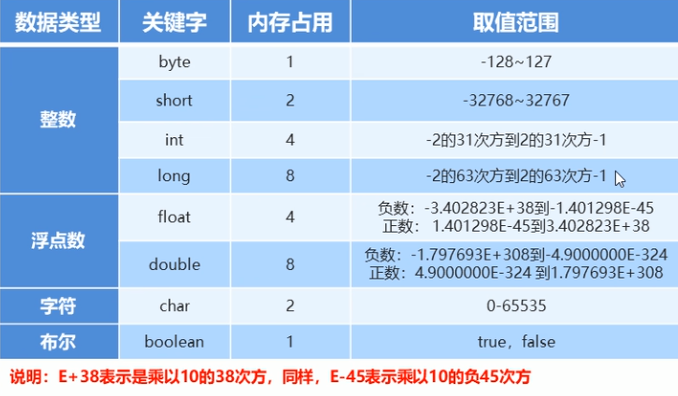 数据类型 关键字 内存占用 取值范围
整数 byte 1 -128~127
short 2 -32768~32767
int 4 -2的31次方到2的31次方-1
long 8 -2的63次方到2的63次方-1
浮点数 float 4 负数：-3.402823E+38到-1.401298E-45
正数： 1.401298E-45到3.402823E+38
double 8 负数：-1.797693E+308到-4.9000000E-324
正数：4.9000000E-324 到1.797693E+308
字符 char 2 0-65535
布尔 boolean 1 true，false
说明：E+38表示是乘以10的38次方，同样，E-45表示乘以10的负45次方